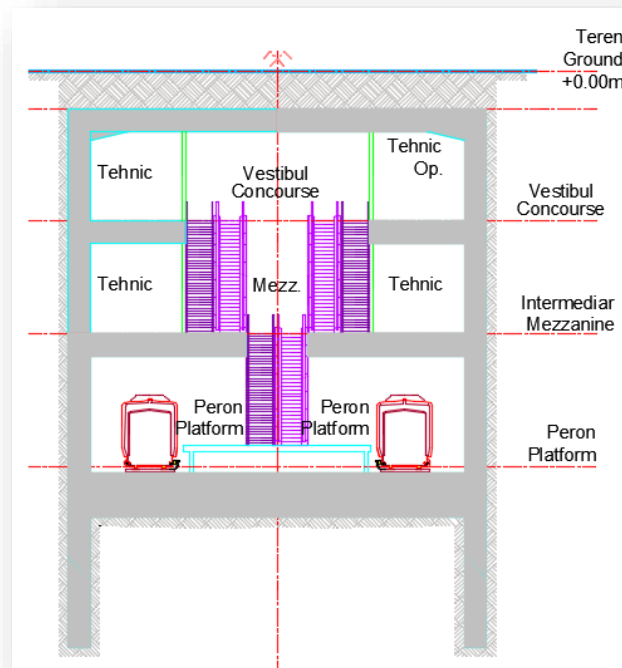 Teren
Ground
+0.00m
Tehnic
Vestibul
Concourse
Tehnic
Op.
Vestibul
Concourse
Tehnic
Mezz.
Tehnic
Intermediar
Mezzanine
Peron
Platform
Peron
Platform
Peron
Platform